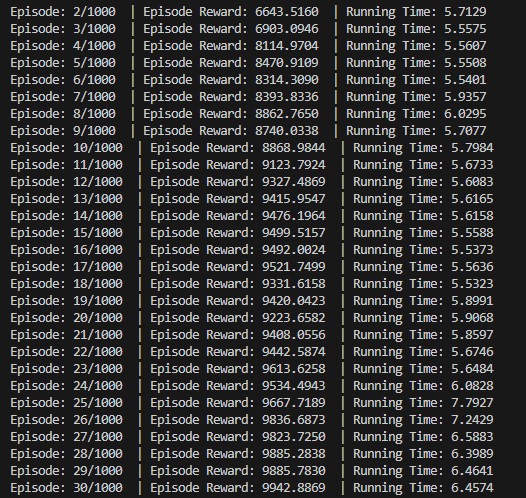 Episode: 2/1000  | Episode Reward: 6643.5160  | Running Time: 5.7129
Episode: 3/1000  | Episode Reward: 6903.0946  | Running Time: 5.5575
Episode: 4/1000  | Episode Reward: 8114.9704  | Running Time: 5.5607
Episode: 5/1000  | Episode Reward: 8470.9109  | Running Time: 5.5508
Episode: 6/1000  | Episode Reward: 8314.3090  | Running Time: 5.5401
Episode: 7/1000  | Episode Reward: 8393.8336  | Running Time: 5.9357
Episode: 8/1000  | Episode Reward: 8862.7650  | Running Time: 6.0295
Episode: 9/1000  | Episode Reward: 8740.0338  | Running Time: 5.7077
Episode: 10/1000  | Episode Reward: 8868.9844  | Running Time: 5.7984
Episode: 11/1000  | Episode Reward: 9123.7924  | Running Time: 5.6733
Episode: 12/1000  | Episode Reward: 9327.4869  | Running Time: 5.6083
Episode: 13/1000  | Episode Reward: 9415.9547  | Running Time: 5.6165
Episode: 14/1000  | Episode Reward: 9476.1964  | Running Time: 5.6158
Episode: 15/1000  | Episode Reward: 9499.5157  | Running Time: 5.5588
Episode: 16/1000  | Episode Reward: 9492.0024  | Running Time: 5.5373
Episode: 17/1000  | Episode Reward: 9521.7499  | Running Time: 5.5636
Episode: 18/1000  | Episode Reward: 9331.6158  | Running Time: 5.5323
Episode: 19/1000  | Episode Reward: 9420.0423  | Running Time: 5.8991
Episode: 20/1000  | Episode Reward: 9223.6582  | Running Time: 5.9068
Episode: 21/1000  | Episode Reward: 9408.0556  | Running Time: 5.8597
Episode: 22/1000  | Episode Reward: 9442.5874  | Running Time: 5.6746
Episode: 23/1000  | Episode Reward: 9613.6258  | Running Time: 5.6484
Episode: 24/1000  | Episode Reward: 9534.4943  | Running Time: 6.0828
Episode: 25/1000  | Episode Reward: 9667.7189  | Running Time: 7.7927
Episode: 26/1000  | Episode Reward: 9836.6873  | Running Time: 7.2429
Episode: 27/1000  | Episode Reward: 9823.7250  | Running Time: 6.5883
Episode: 28/1000  | Episode Reward: 9885.2838  | Running Time: 6.3989
Episode: 29/1000  | Episode Reward: 9885.7830  | Running Time: 6.4641
Episode: 30/1000  | Episode Reward: 9942.8869  | Running Time: 6.4574